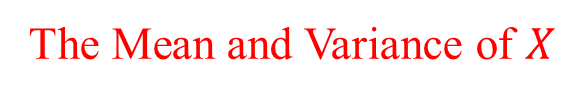 The Mean and Variance of X